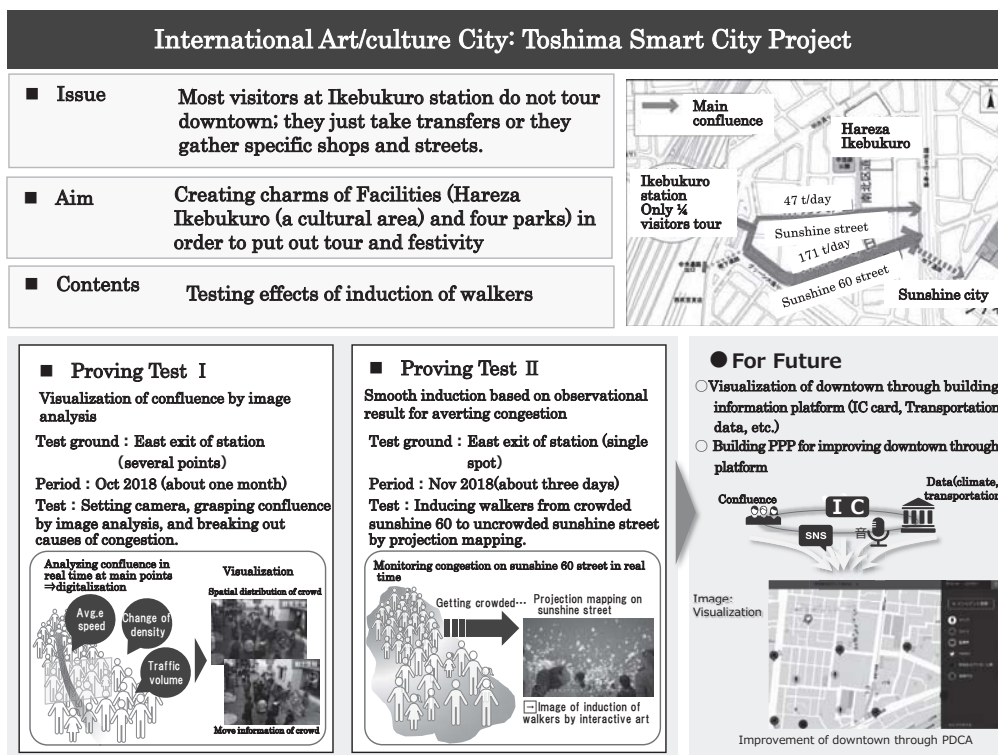 International Art/culture City: Toshima Smart City Project
■ Issue
Most visitors at Ikebukuro station do not tour
downtown; they just take transfers or they
gather specific shops and streets.
■ Aim
Creating charms of Facilities (Hareza
Ikebukuro (a cultural area) and four parks) in
order to put out tour and festivity
■ Contents
Testing effects of induction of walkers
Main
confluence
Hareza
Ikebukuro
Ikebukuro
station
Only ¼
visitors tour
南北区道
47 t/day
Sunshine street
171 t/day
Sunshine 60 street
Sunshine city
■ Proving Test Ⅰ
Visualization of confluence by image
analysis
Test ground：East exit of station
（several points）
Period：Oct 2018 (about one month)
Test：Setting camera, grasping confluence
by image analysis, and breaking out
causes of congestion.
Analyzing confluence in
real time at main points
⇒digitalization
Avg.e
speed
Change of
density
Traffic
volume
Visualization
Spatial distribution of crowd
Move information of crowd
■ Proving Test Ⅱ
Smooth induction based on observational
result for averting congestion
Test ground：East exit of station (single
spot)
Period：Nov 2018(about three days)
Test：Inducing walkers from crowded
sunshine 60 to uncrowded sunshine street
by projection mapping.
Monitoring congestion on sunshine 60 street in real
time
Getting crowded…
Projection mapping on
sunshine street
→Image of induction of
walkers by interactive art
●For Future
○Visualization of downtown through building
information platform (IC card, Transportation
data, etc.)
○ Building PPP for improving downtown through
platform
Confluence
IC
Data(climate,
transportation
SNS
音
Image:
Visualization
Improvement of downtown through PDCA